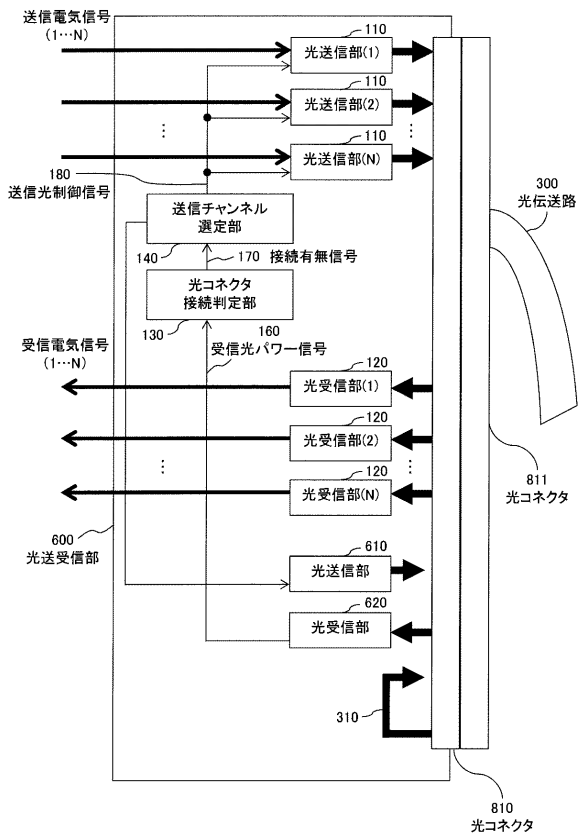 送信電気信号
(1…N)
110
光送信部(1)
110
光送信部(2)
110
光送信部(N)
180
送信光制御信号
送信チャンネル
選定部
140
170 接続有無信号
光コネクタ
接続判定部
130
160
受信光パワー信号
300
光伝送路
受信電気信号
(1…N)
120
光受信部(1)
120
光受信部(2)
120
光受信部(N)
811
光コネクタ
600
光送受信部
610
光送信部
620
光受信部
310
810
光コネクタ